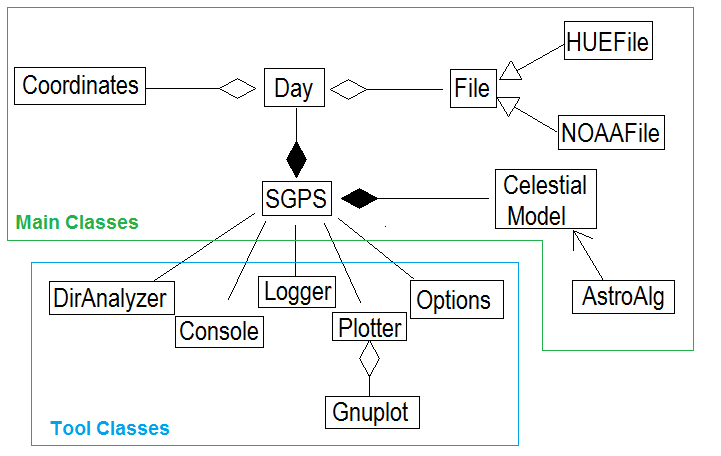 HUEFile
Coordinates
Day
File
NOAAFile
SGPS
Celestial
Model
Main Classes
DirAnalyzer
Logger
Options
AstroAlg
Console
Plotter
Gnuplot
Tool Classes